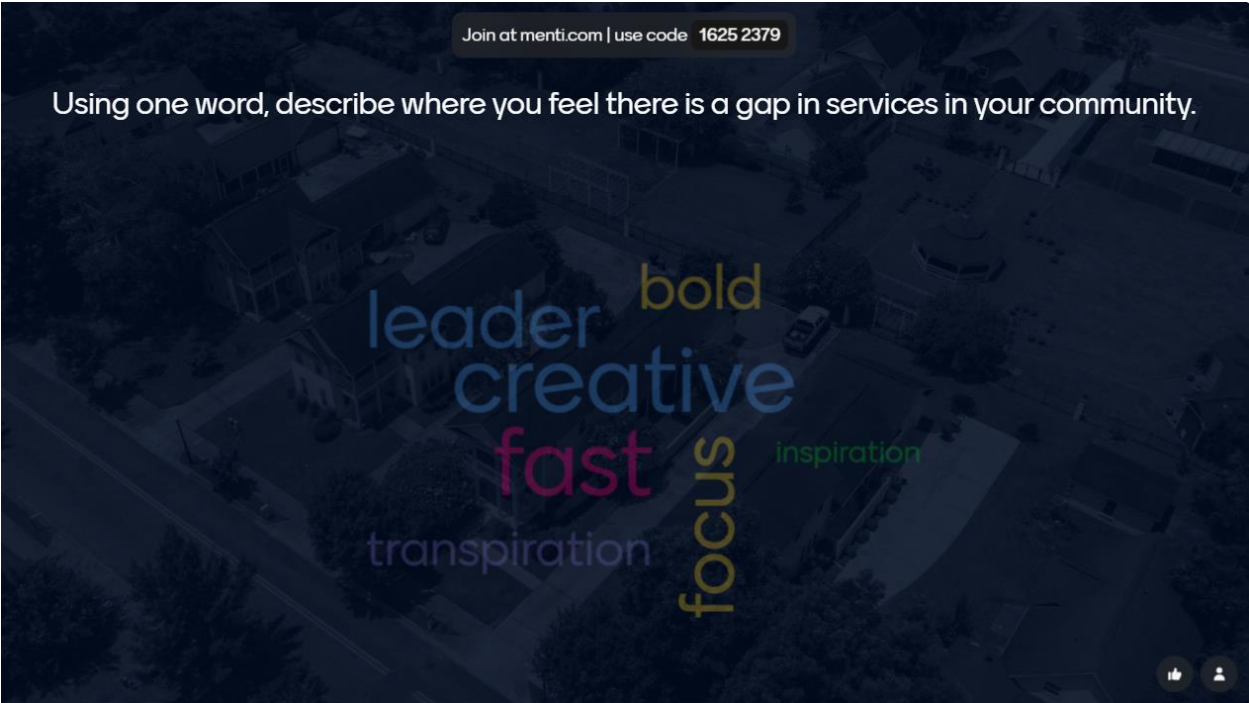 Join at menti.com | use code 1625 2379
Using one word, describe where you feel there is a gap in services in your community.
bold
leader
creative
fast
focus
inspiration
transpiration